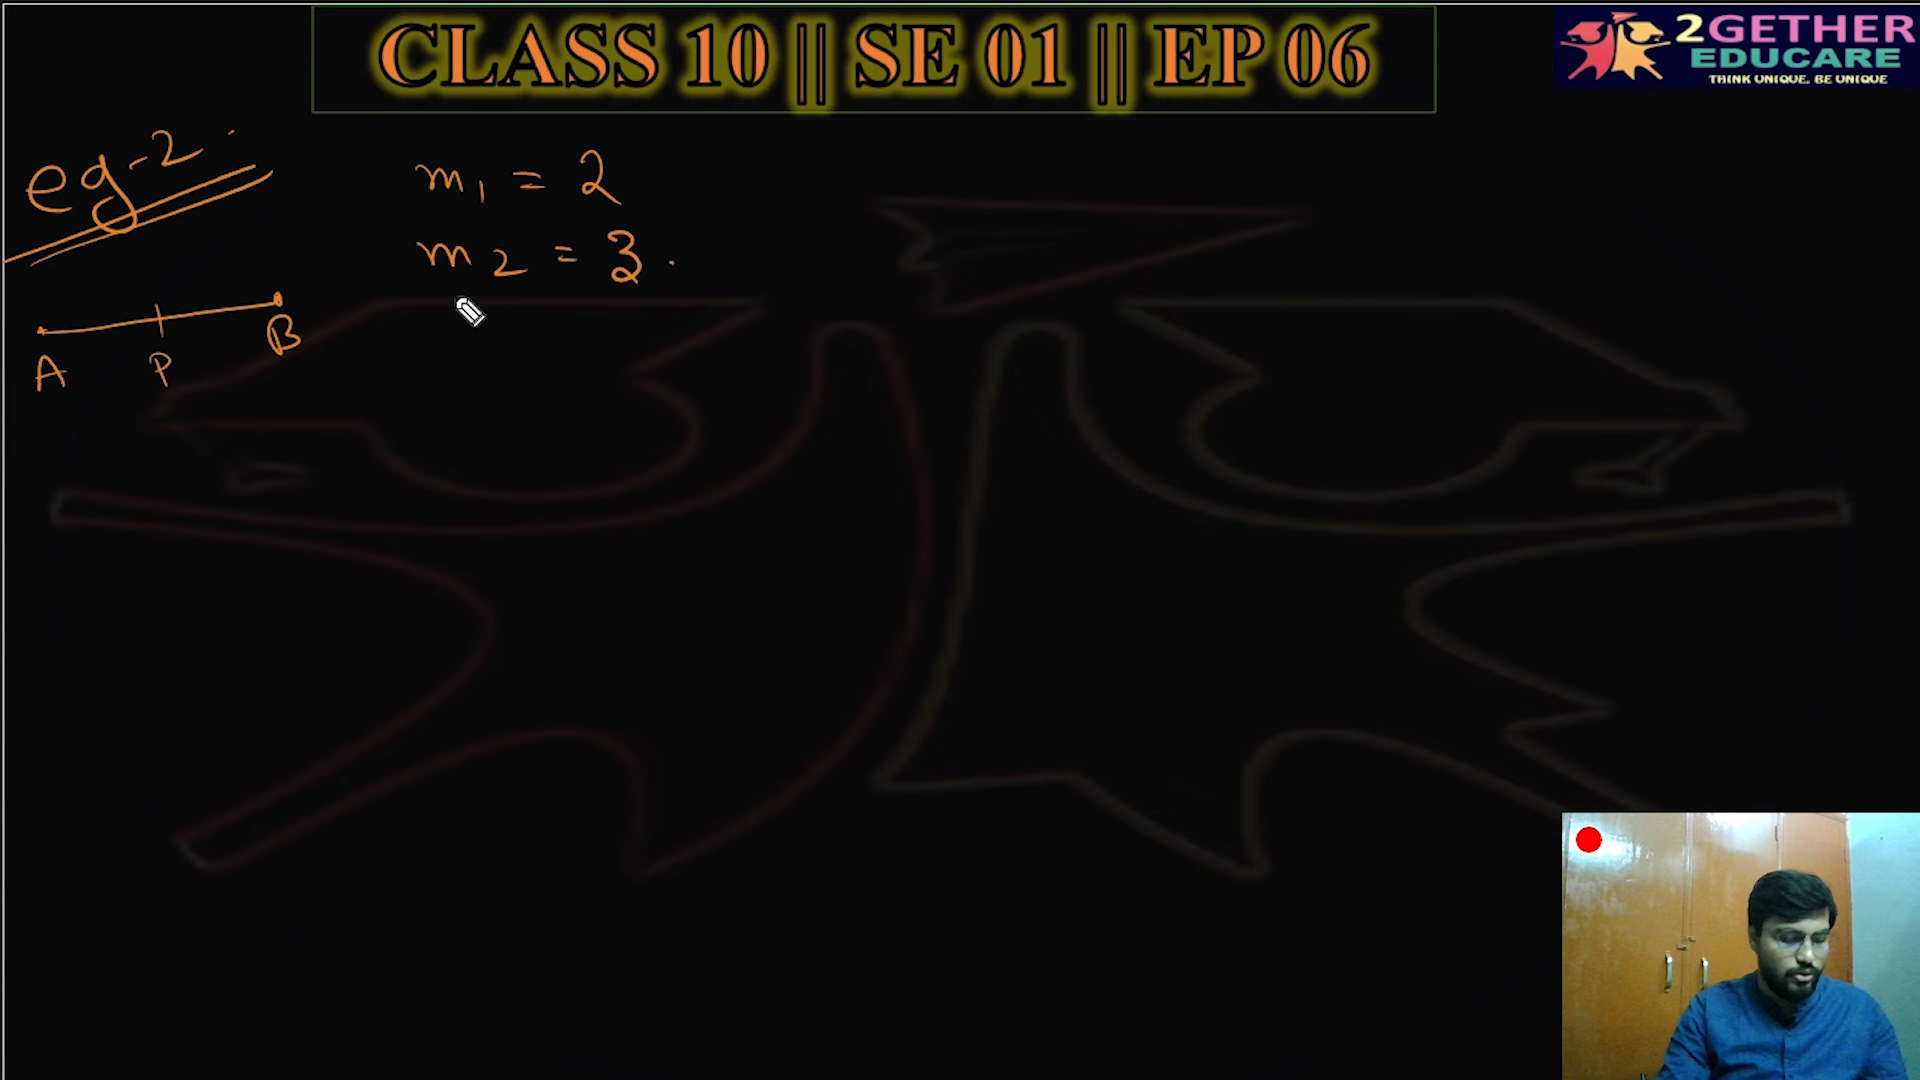 CLASS 10 || SE 01 || EP 06
2GETHER
EDUCARE
THINK UNIQUE. BE UNIQUE
eg-2.
m1 = 2
m2 = 3.
A P B